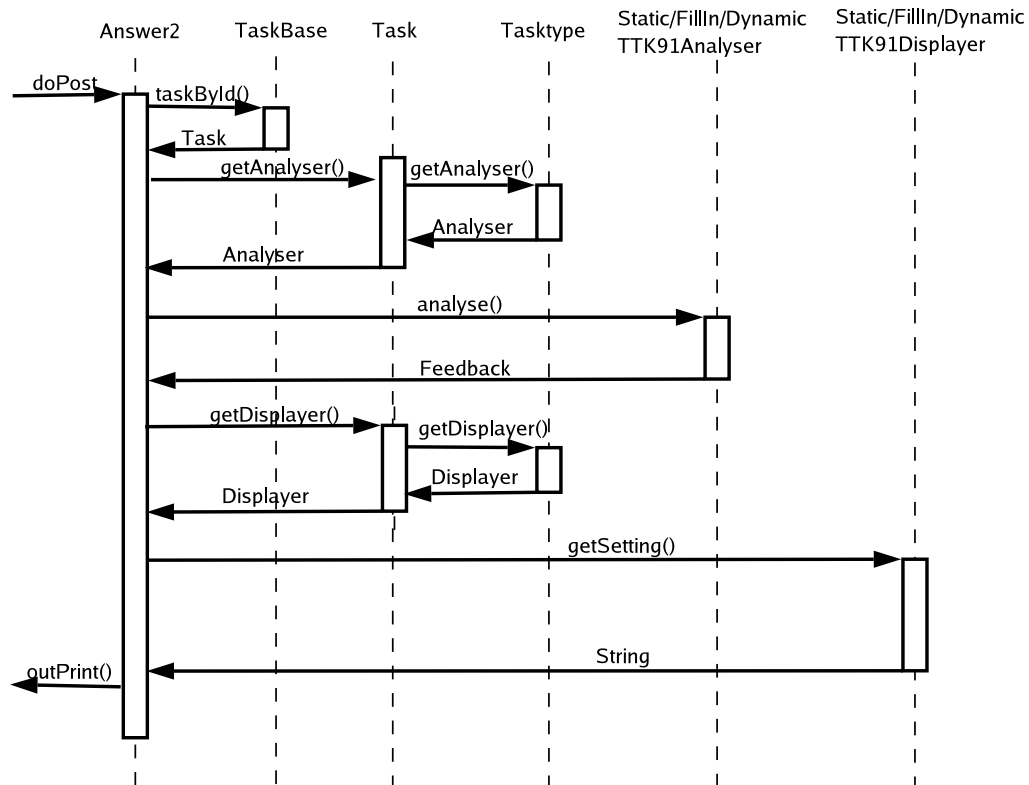 Answer2
TaskBase
Task
Tasktype
Static/FillIn/Dynamic
TTK91Analyser
Static/FillIn/Dynamic
TTK91Displayer
doPost
taskById()
Task
getAnalyser()
getAnalyser()
Analyser
Analyser
analyse()
Feedback
getDisplayer()
getDisplayer()
Displayer
Displayer
getSetting()
String
outPrint()